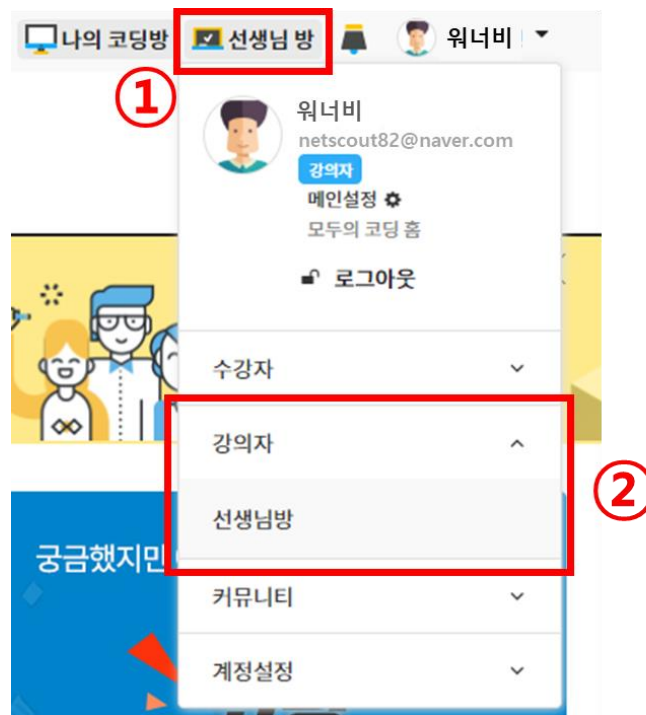 나의 코딩방 선생님 방 워너비
①
워너비
netscout82@naver.com
강의자
메인설정
모두의 코딩 홈
로그아웃
수강자
강의자
②
선생님방
궁금했지만
커뮤니티
계정설정